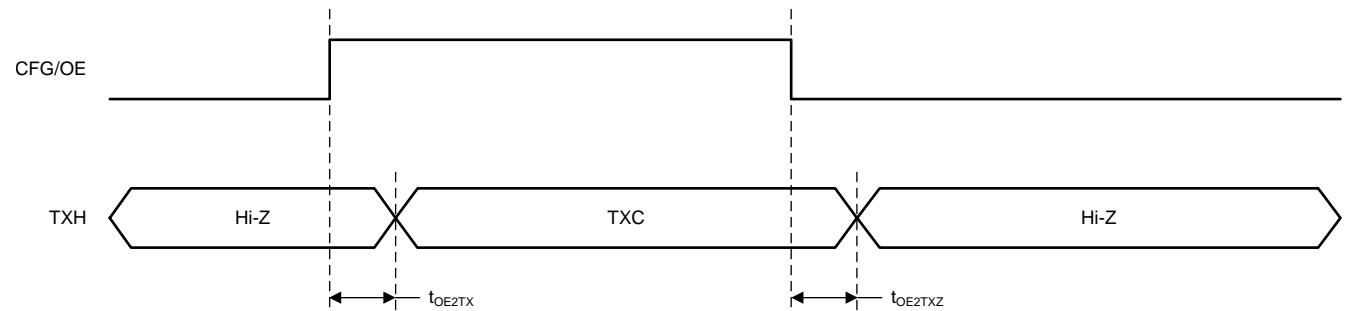 CFG/OE
TXH
Hi-Z
TXC
Hi-Z
tOE2TX
tOE2TXZ